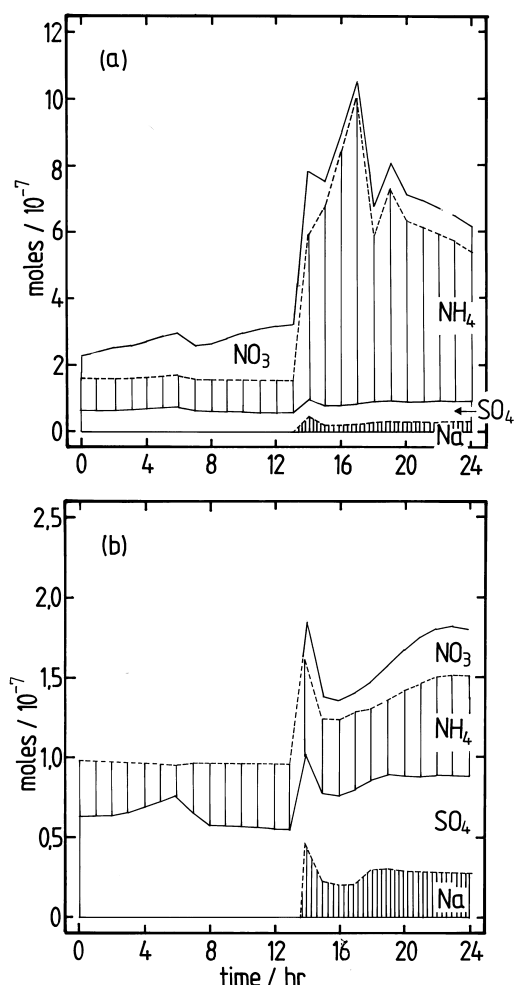 12
(a)
10
8
6
4
2
0
moles / 10⁻⁷
NO₃
NH₄
SO₄
Na
0 4 8 12 16 20 24
2,5
(b)
2,0
1,5
1,0
0,5
0
moles / 10⁻⁷
NO₃
NH₄
SO₄
Na
0 4 8 12 16 20 24
time / hr